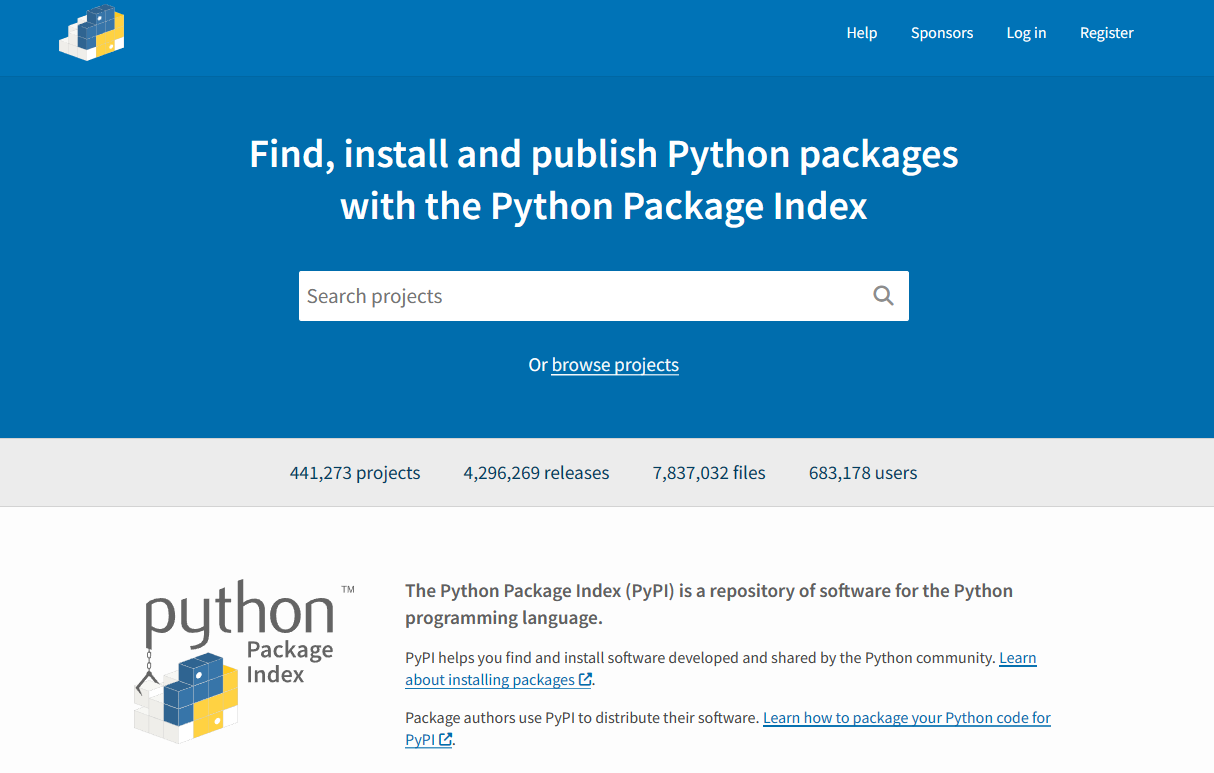 Help Sponsors Log in Register
Find, install and publish Python packages
with the Python Package Index
Search projects
Or browse projects
441,273 projects 4,296,269 releases 7,837,032 files 683,178 users
python™
Package
Index
The Python Package Index (PyPI) is a repository of software for the Python
programming language.
PyPI helps you find and install software developed and shared by the Python community. Learn
about installing packages.
Package authors use PyPI to distribute their software. Learn how to package your Python code for
PyPI.